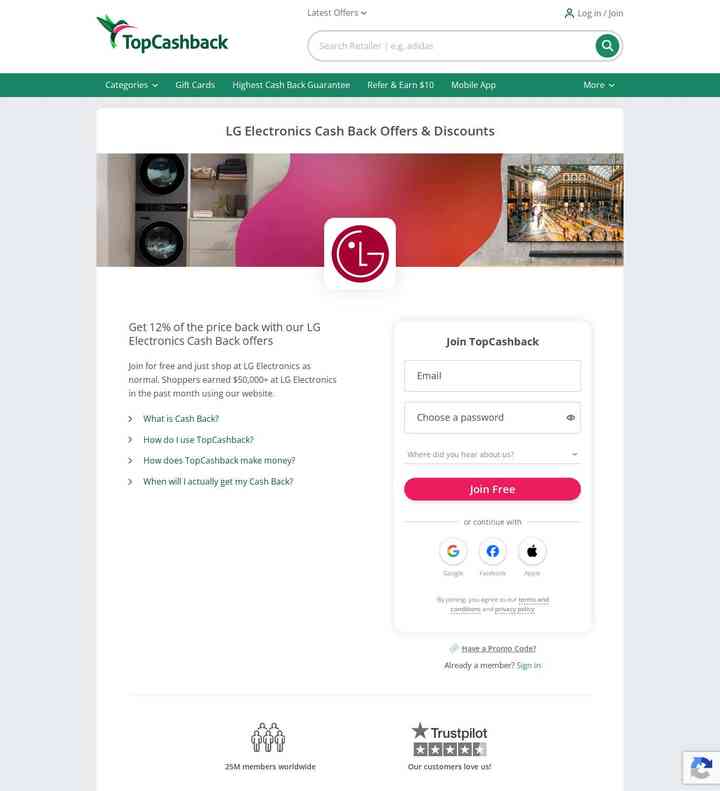 Latest Offers
Log in / Join
TopCashback
Search Retailer | e.g. adidas
Categories
Gift Cards
Highest Cash Back Guarantee
Refer & Earn $10
Mobile App
More
LG Electronics Cash Back Offers & Discounts
LG
Get 12% of the price back with our LG
Electronics Cash Back offers
Join for free and just shop at LG Electronics as
normal. Shoppers earned $50,000+ at LG Electronics
in the past month using our website.
What is Cash Back?
How do I use TopCashback?
How does TopCashback make money?
When will I actually get my Cash Back?
Join TopCashback
Email
Choose a password
Where did you hear about us?
Join Free
or continue with
Google
Facebook
Apple
By joining, you agree to our terms and
conditions and privacy policy
Have a Promo Code?
Already a member? Sign in
25M members worldwide
Trustpilot
Our customers love us!